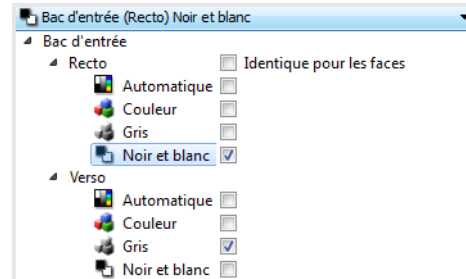 Bac d'entrée (Recto) Noir et blanc
Bac d'entrée
Recto Identique pour les faces
Automatique
Couleur
Gris
Noir et blanc
Verso
Automatique
Couleur
Gris
Noir et blanc